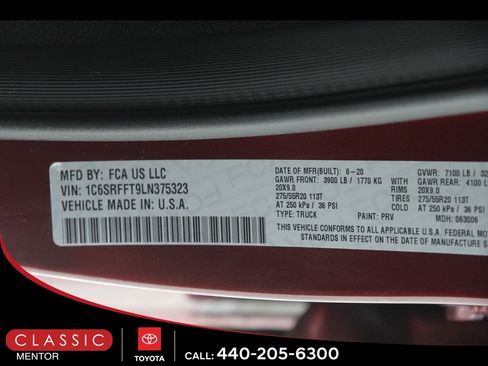 MFD BY: FCA US LLC
VIN: 1C6SRFFT9LN375323
VEHICLE MADE IN: U.S.A.
DATE OF MFR(BUILT): 6-20
GAWR FRONT: 3900 LB / 1770 KG
20X9.0
275/55R20 113T
AT 250 kPa / 36 PSI
TYPE: TRUCK PAINT: PRV
GVWR: 7100 LB / 32
GAWR REAR: 4100 L
20X9.0
TIRES
275/55R20 113T
AT 250 kPa / 36 PSI
MDH: 063006
THIS VEHICLE CONFORMS TO ALL APPLICABLE U.S.A. FEDERAL MOTOR
STANDARDS IN EFFECT ON THE DATE OF MANUFACTURE S
CLASSIC
MENTOR
TOYOTA
CALL: 440-205-6300